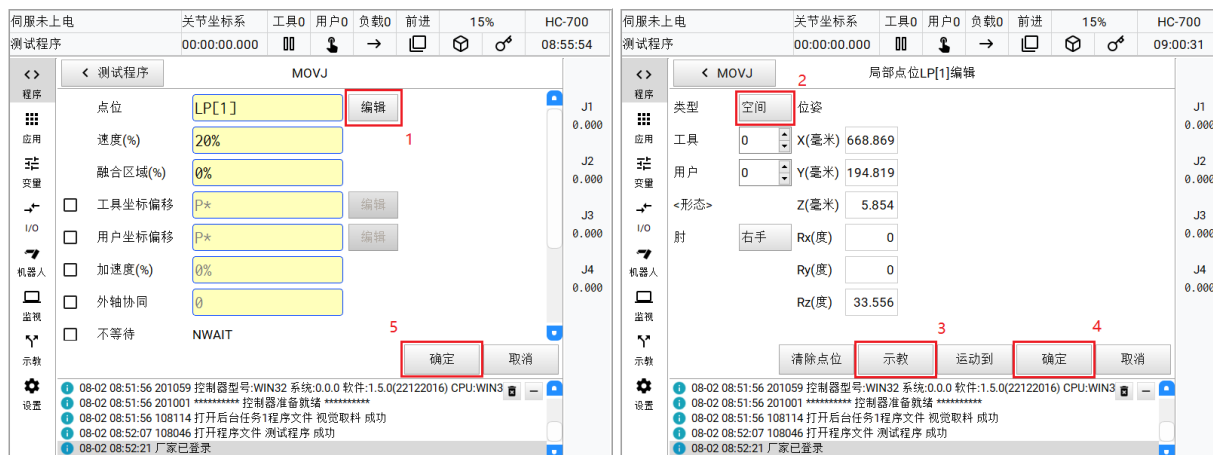 伺服未上电 关节坐标系 工具0 用户0 负载0 前进 15% HC-700
测试程序 00:00:00.000 08:55:54
程序
应用
变量
I/O
机器人
监视
示教
设置
测试程序 MOVJ
点位 LP[1] 编辑
1
速度(%) 20%
融合区域(%) 0%
工具坐标偏移 P* 编辑
用户坐标偏移 P* 编辑
加速度(%) 0%
外轴协同 0
不等待 NWAIT
5
确定 取消
J1
0.000
J2
0.000
J3
0.000
J4
0.000
08-02 08:51:56 201059 控制器型号:WIN32 系统:0.0.0 软件:1.5.0(22122016) CPU:WIN3
08-02 08:51:56 201001 ********** 控制器准备就绪 **********
08-02 08:51:56 108114 打开后台任务1程序文件 视觉取料 成功
08-02 08:52:07 108046 打开程序文件 测试程序 成功
08-02 08:52:21 厂家已登录
伺服未上电 关节坐标系 工具0 用户0 负载0 前进 15% HC-700
测试程序 00:00:00.000 09:00:31
程序
应用
变量
I/O
机器人
监视
示教
设置
MOVJ 局部点位LP[1]编辑
2
类型 空间 位姿
工具 0 X(毫米) 668.869
用户 0 Y(毫米) 194.819
<形态> Z(毫米) 5.854
肘 右手 Rx(度) 0
Ry(度) 0
Rz(度) 33.556
3 4
清除点位 示教 运动到 确定 取消
J1
0.000
J2
0.000
J3
0.000
J4
0.000
08-02 08:51:56 201059 控制器型号:WIN32 系统:0.0.0 软件:1.5.0(22122016) CPU:WIN3
08-02 08:51:56 201001 ********** 控制器准备就绪 **********
08-02 08:51:56 108114 打开后台任务1程序文件 视觉取料 成功
08-02 08:52:07 108046 打开程序文件 测试程序 成功
08-02 08:52:21 厂家已登录